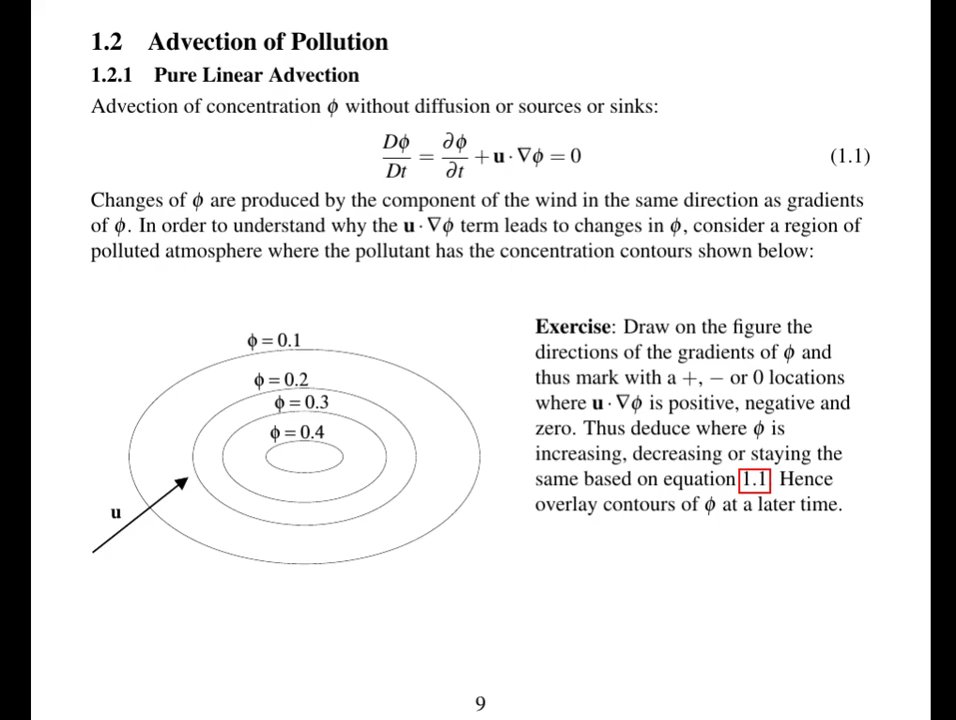 1.2 Advection of Pollution
1.2.1 Pure Linear Advection
Advection of concentration ϕ without diffusion or sources or sinks:
Dϕ/Dt = ∂ϕ/∂t + u · ∇ϕ = 0 (1.1)
Changes of ϕ are produced by the component of the wind in the same direction as gradients
of ϕ. In order to understand why the u · ∇ϕ term leads to changes in ϕ, consider a region of
polluted atmosphere where the pollutant has the concentration contours shown below:
ϕ = 0.1
ϕ = 0.2
ϕ = 0.3
ϕ = 0.4
u
Exercise: Draw on the figure the
directions of the gradients of ϕ and
thus mark with a +, − or 0 locations
where u · ∇ϕ is positive, negative and
zero. Thus deduce where ϕ is
increasing, decreasing or staying the
same based on equation 1.1. Hence
overlay contours of ϕ at a later time.
9